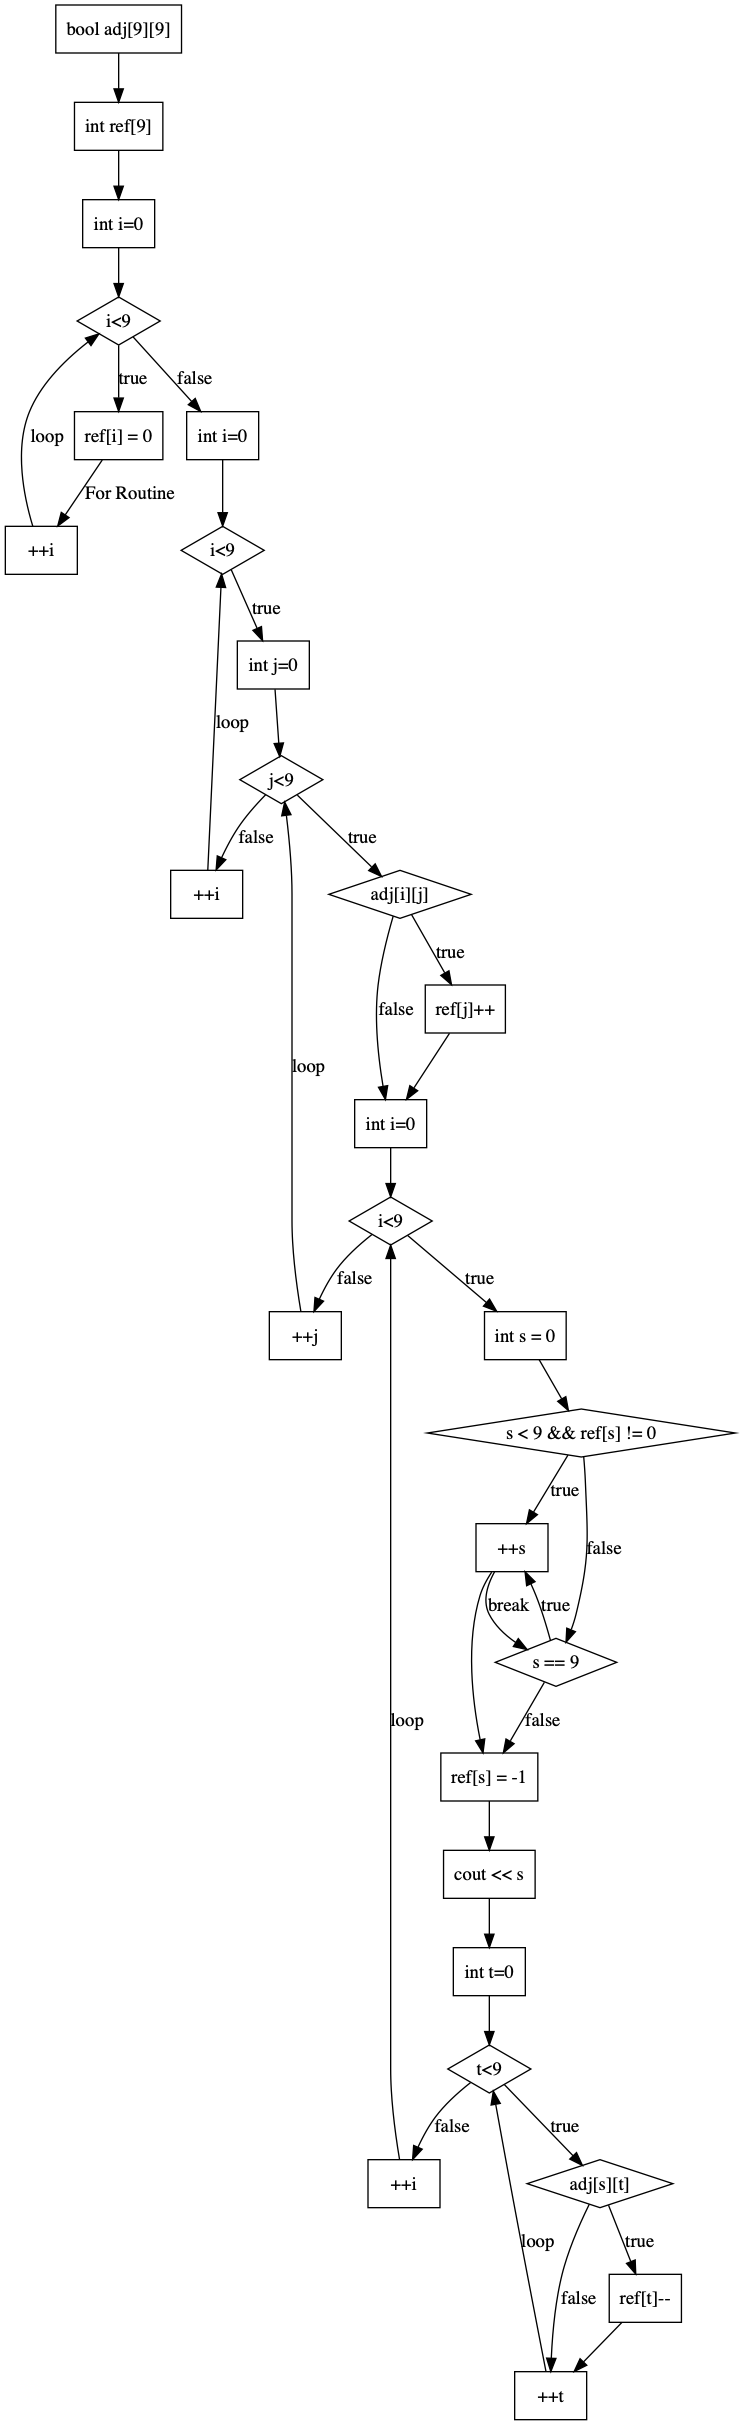 bool adj[9][9]
int ref[9]
int i=0
i<9
true
false
loop
ref[i] = 0
int i=0
For Routine
++i
i<9
true
int j=0
loop
j<9
false
true
++i
adj[i][j]
true
false
ref[j]++
loop
int i=0
i<9
false
true
++j
int s = 0
s < 9 && ref[s] != 0
true
++s
false
break
true
s == 9
loop
false
ref[s] = -1
cout << s
int t=0
t<9
false
true
++i
adj[s][t]
loop
true
false
ref[t]--
++t